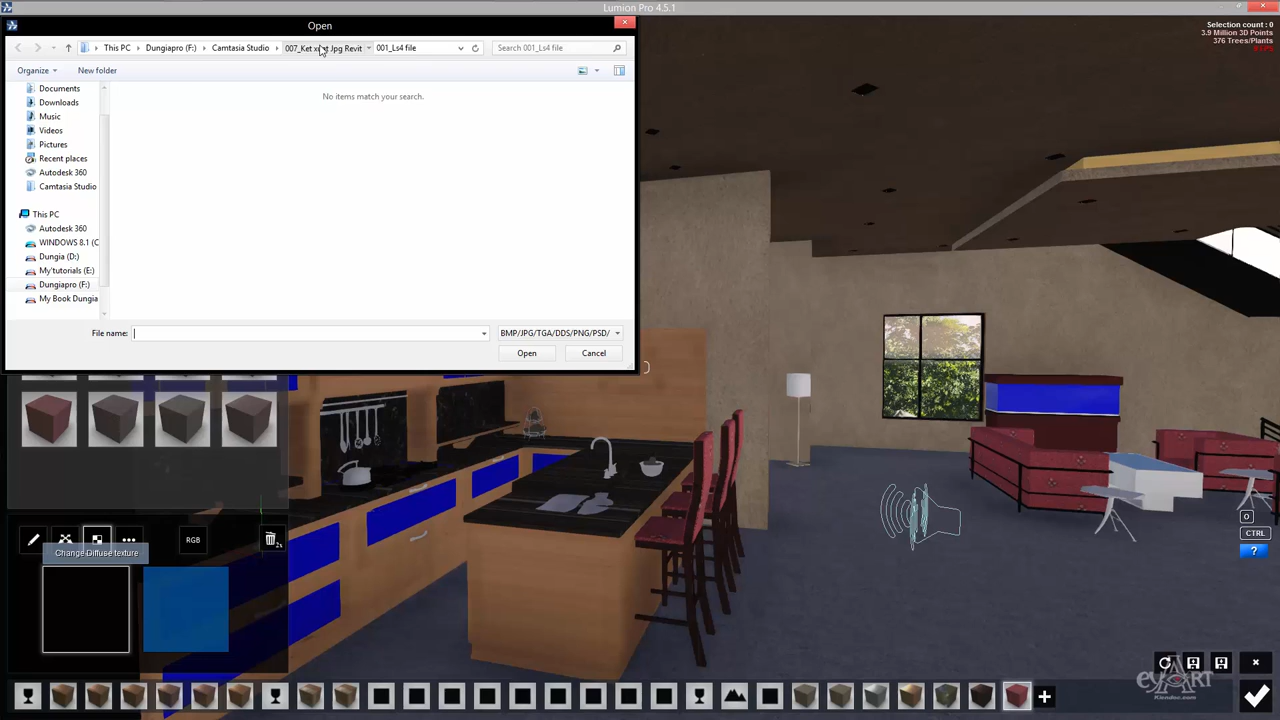 Lumion Pro 4.5.1
Open
Selection count : 0
3.9 Million 3D Points
376 Trees/Plants
This PC
Dungiapro (F:)
Camtasia Studio
Jpg Revit
001_Ls4 file
Search 001_Ls4 file
Organize
New folder
No items match your search.
Documents
Downloads
Music
Videos
Pictures
Recent places
Autodesk 360
Camtasia Studio
This PC
Autodesk 360
WINDOWS 8.1 (C
Dungia (D:)
My'tutorials (E:)
Dungiapro (F:)
My Book Dungia
File name:
BMP/JPG/TGA/DDS/PNG/PSD/
Open
Cancel
RGB
Change Diffuse texture
O
CTRL
?
eyArt
Kiendoc.com